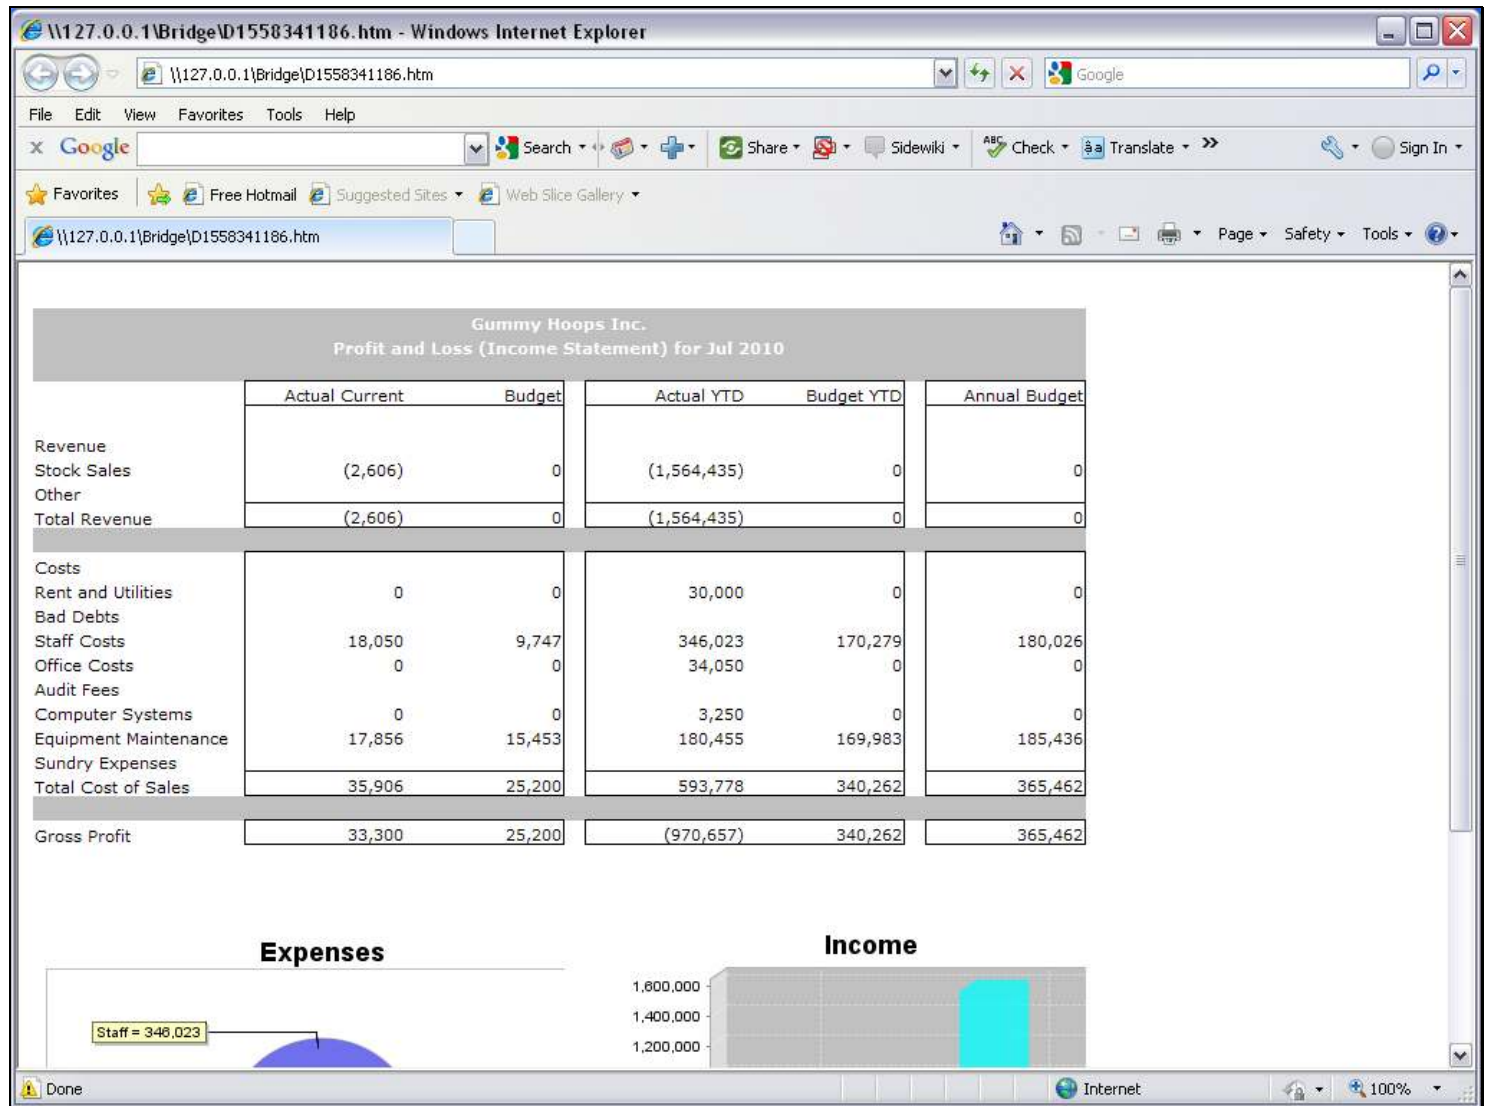 \\127.0.0.1\Bridge\D1558341186.htm - Windows Internet Explorer
\\127.0.0.1\Bridge\D1558341186.htm Google
File Edit View Favorites Tools Help
x Google Search Share Sidewiki ABC Check åa Translate » Sign In
Favorites Free Hotmail Suggested Sites Web Slice Gallery
\\127.0.0.1\Bridge\D1558341186.htm Page Safety Tools
Gummy Hoops Inc.
Profit and Loss (Income Statement) for Jul 2010
Actual Current Budget Actual YTD Budget YTD Annual Budget
Revenue
Stock Sales (2,606) 0 (1,564,435) 0 0
Other
Total Revenue (2,606) 0 (1,564,435) 0 0
Costs
Rent and Utilities 0 0 30,000 0 0
Bad Debts
Staff Costs 18,050 9,747 346,023 170,279 180,026
Office Costs 0 0 34,050 0 0
Audit Fees
Computer Systems 0 0 3,250 0 0
Equipment Maintenance 17,856 15,453 180,455 169,983 185,436
Sundry Expenses
Total Cost of Sales 35,906 25,200 593,778 340,262 365,462
Gross Profit 33,300 25,200 (970,657) 340,262 365,462
Expenses Income
1,600,000
1,400,000
Staff = 346,023
1,200,000
Done Internet 100%